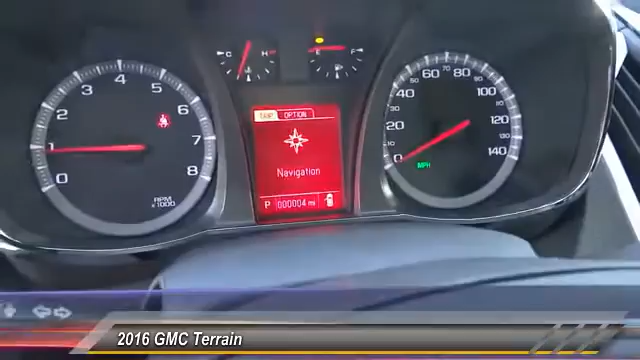 C H E F
60 70 80
40 100
20 120
0 140
MPH
4
3 5
2 6
1 7
0 8
RPM
x1000
TRIP OPTION
Navigation
P 000004 mi
2016 GMC Terrain